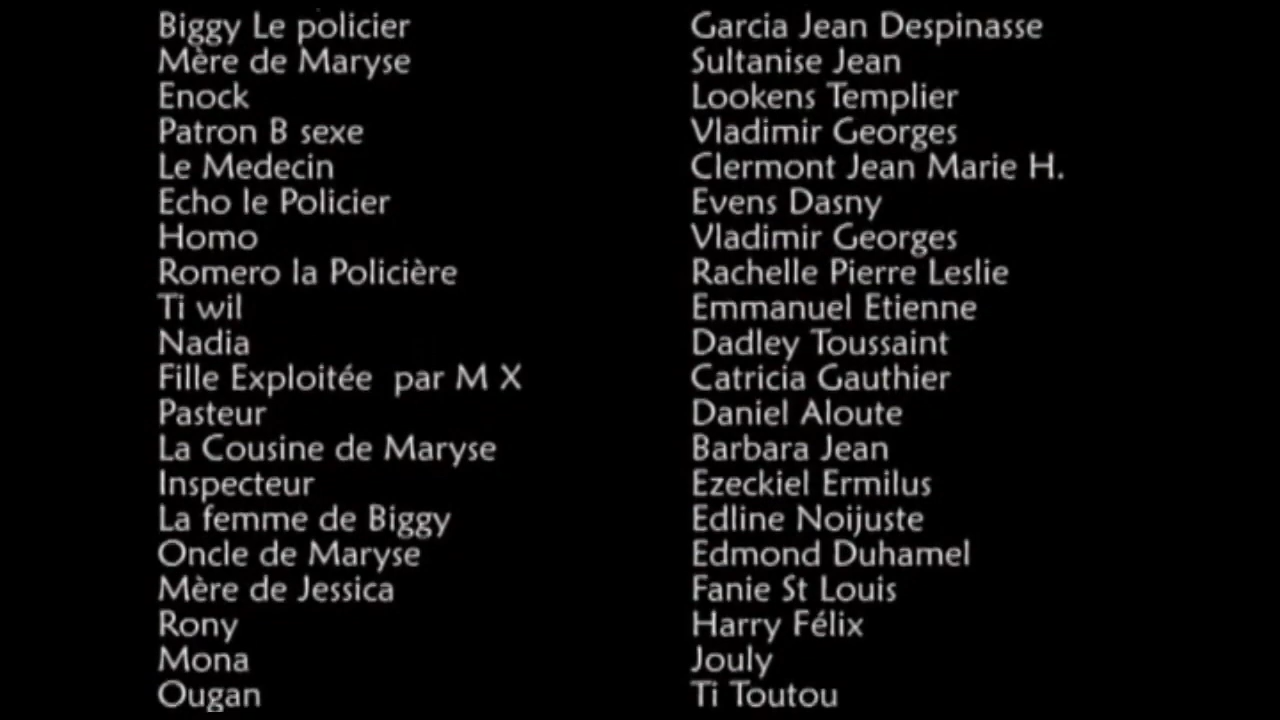 Biggy Le policier Garcia Jean Despinasse
Mère de Maryse Sultanise Jean
Enock Lookens Templier
Patron B sexe Vladimir Georges
Le Medecin Clermont Jean Marie H.
Echo le Policier Evens Dasny
Homo Vladimir Georges
Romero la Policière Rachelle Pierre Leslie
Ti wil Emmanuel Etienne
Nadia Dadley Toussaint
Fille Exploitée par M X Catricia Gauthier
Pasteur Daniel Aloute
La Cousine de Maryse Barbara Jean
Inspecteur Ezeckiel Ermilus
La femme de Biggy Edline Noijuste
Oncle de Maryse Edmond Duhamel
Mère de Jessica Fanie St Louis
Rony Harry Félix
Mona Jouly
Ougan Ti Toutou